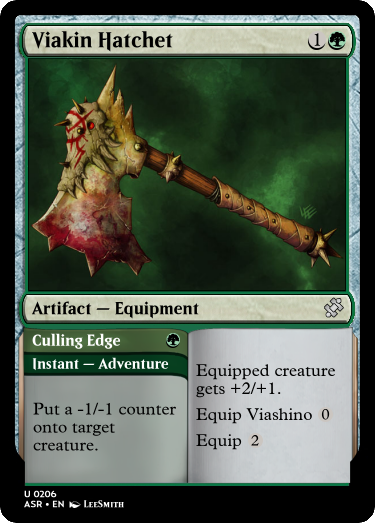 Viakin Hatchet 1
Artifact — Equipment
Culling Edge
Instant — Adventure
Put a -1/-1 counter
onto target
creature.
Equipped creature
gets +2/+1.
Equip Viashino 0
Equip 2
U 0206
ASR • EN LeeSmith